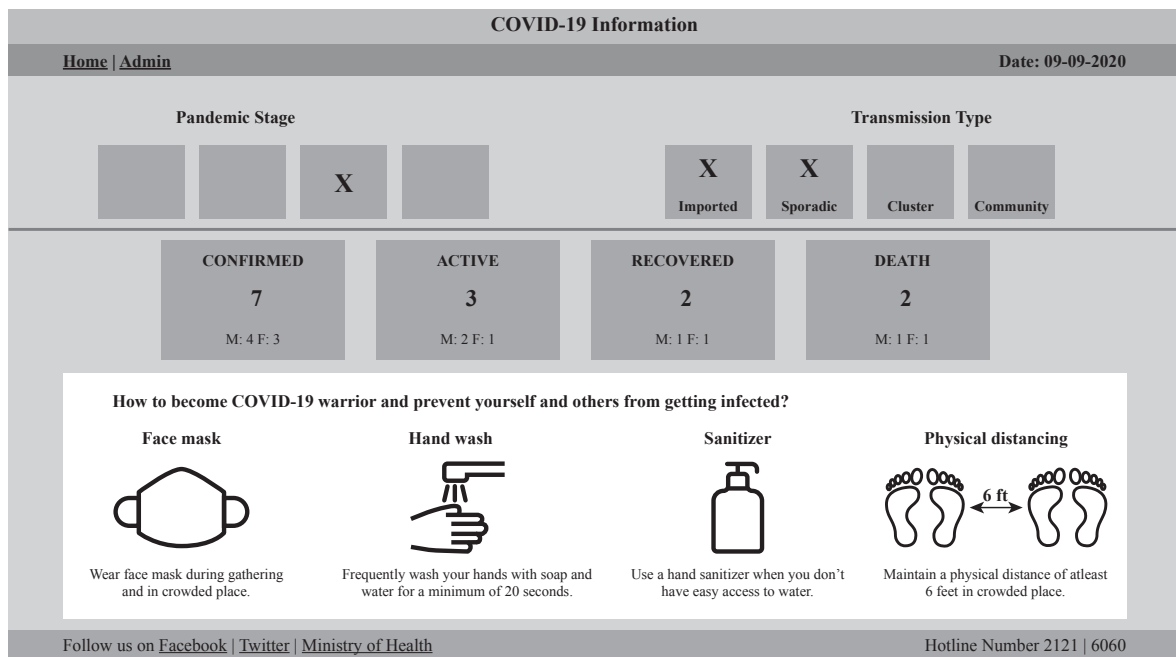 COVID-19 Information
Home | Admin
Date: 09-09-2020
Pandemic Stage
Transmission Type
X
X
X
Imported
Sporadic
Cluster
Community
CONFIRMED
7
M: 4 F: 3
ACTIVE
3
M: 2 F: 1
RECOVERED
2
M: 1 F: 1
DEATH
2
M: 1 F: 1
How to become COVID-19 warrior and prevent yourself and others from getting infected?
Face mask
Wear face mask during gathering
and in crowded place.
Hand wash
Frequently wash your hands with soap and
water for a minimum of 20 seconds.
Sanitizer
Use a hand sanitizer when you don’t
have easy access to water.
Physical distancing
6 ft
Maintain a physical distance of atleast
6 feet in crowded place.
Follow us on Facebook | Twitter | Ministry of Health
Hotline Number 2121 | 6060